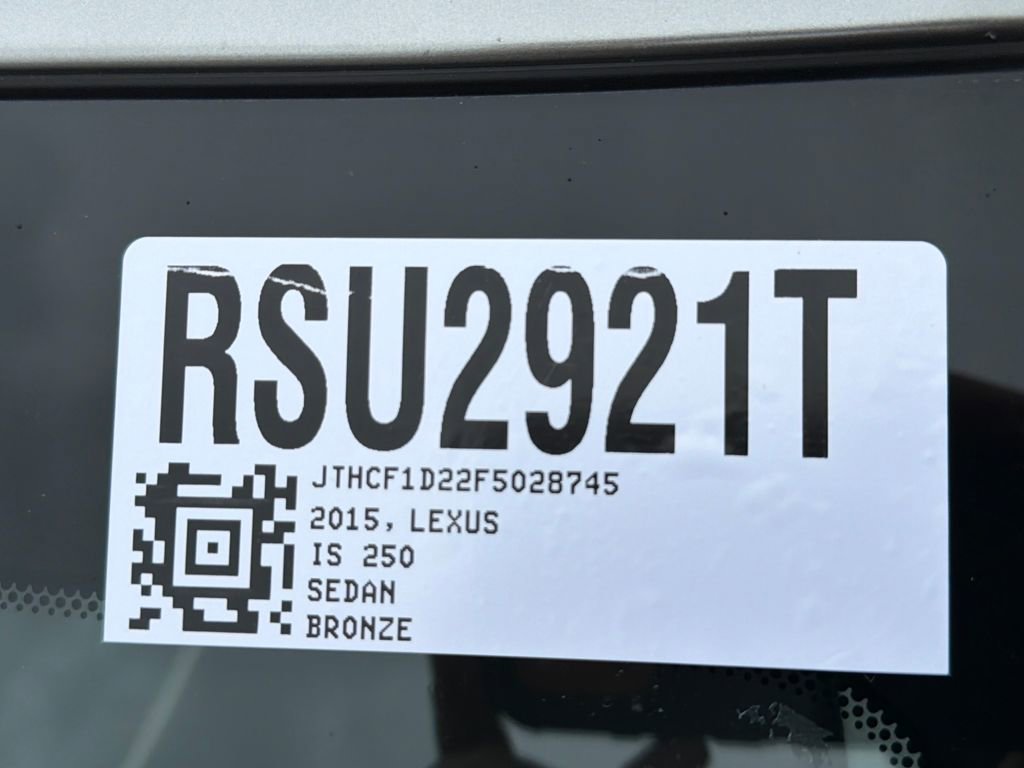 RSU2921T
JTHCF1D22F5028745
2015, LEXUS
IS 250
SEDAN
BRONZE